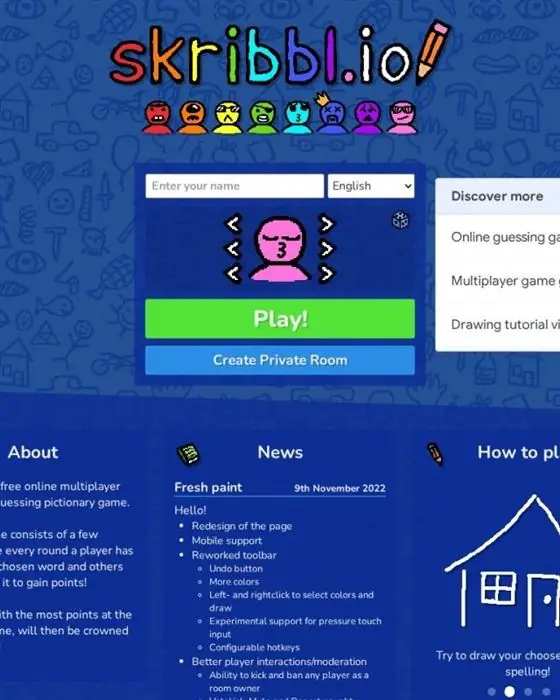 skribbl.io
Enter your name
English
Play!
Create Private Room
Discover more
Online guessing ga
Multiplayer game
Drawing tutorial vi
About
free online multiplayer
uessing pictionary game.
e consists of a few
e every round a player has
chosen word and others
it to gain points!
with the most points at the
me, will then be crowned
News
Fresh paint
9th November 2022
Hello!
Redesign of the page
Mobile support
Reworked toolbar
Undo button
More colors
Left- and rightclick to select colors and
draw
Experimental support for pressure touch
input
Configurable hotkeys
Better player interactions/moderation
Ability to kick and ban any player as a
room owner
How to pl
Try to draw your choose
spelling!